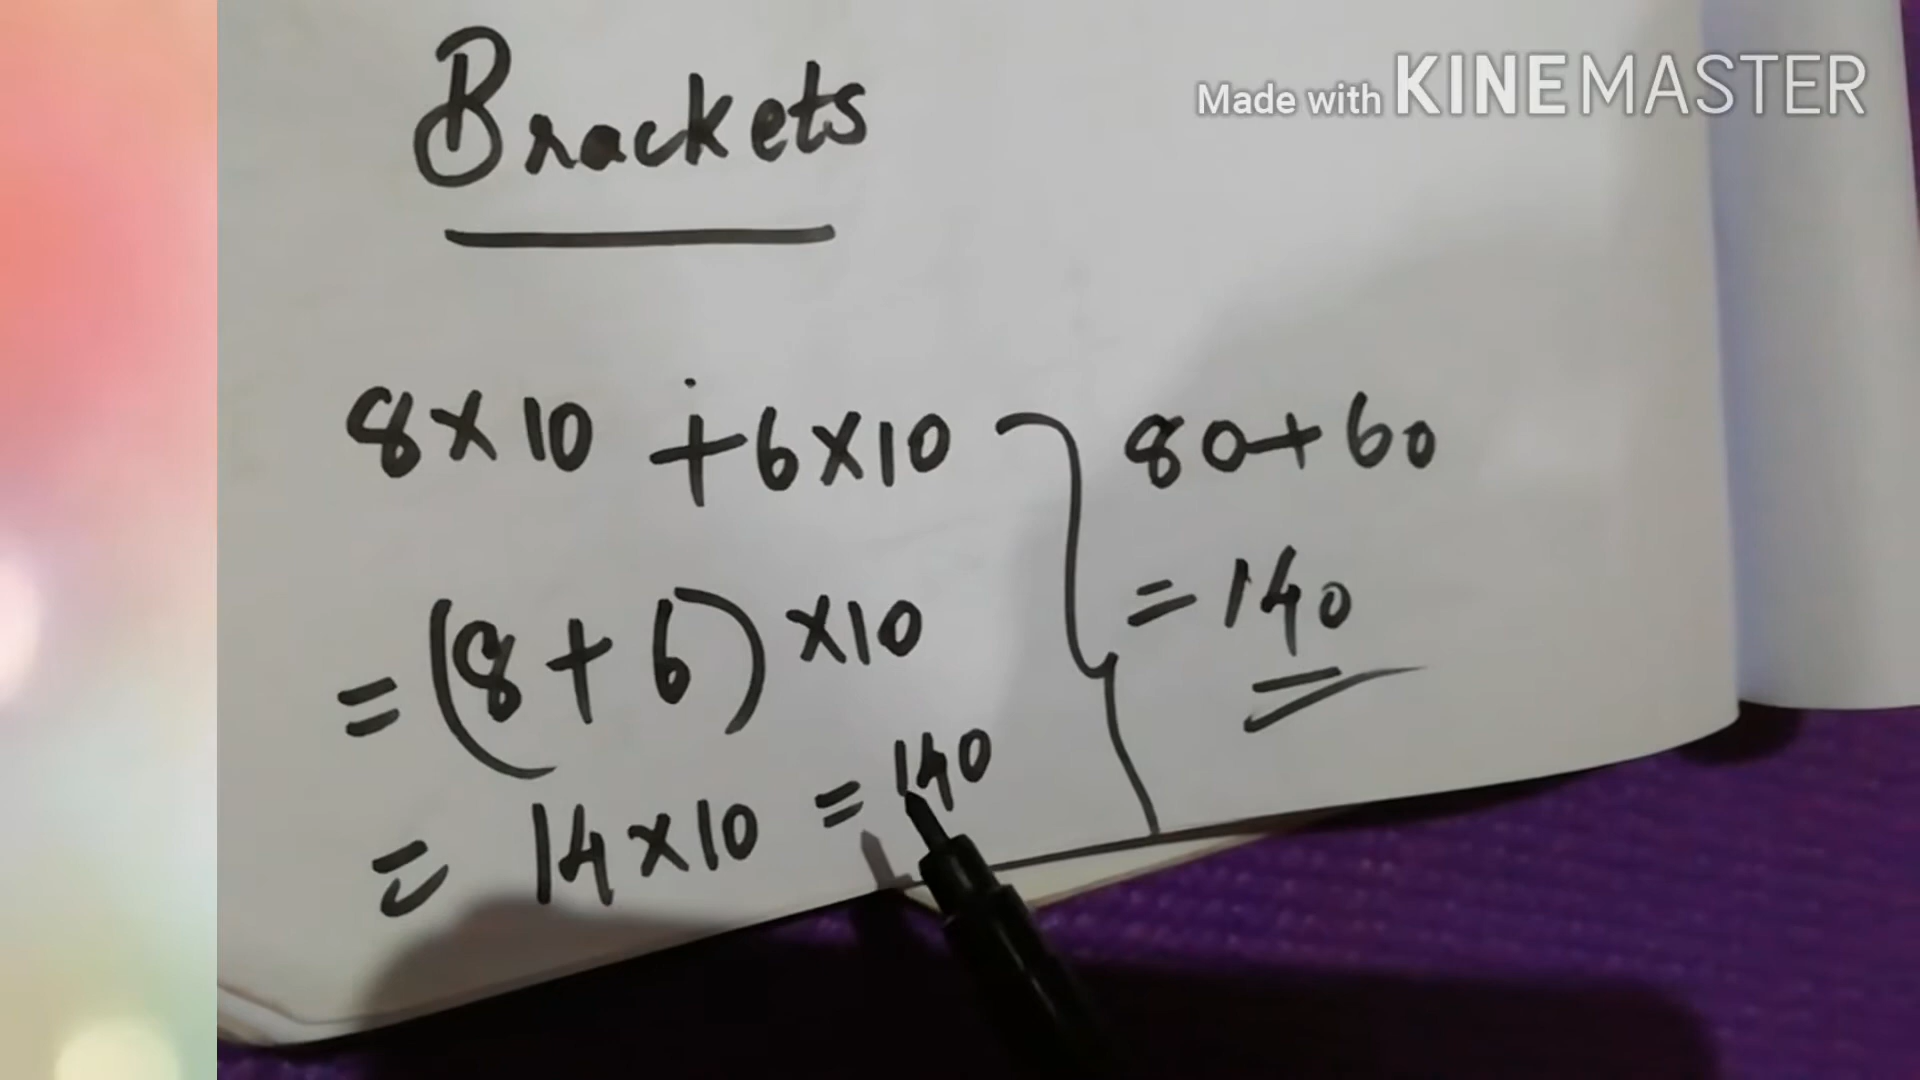 Brackets
Made with KINEMASTER
8×10 +6×10
=(8+6)×10
= 14×10 = 140
80+60
=140